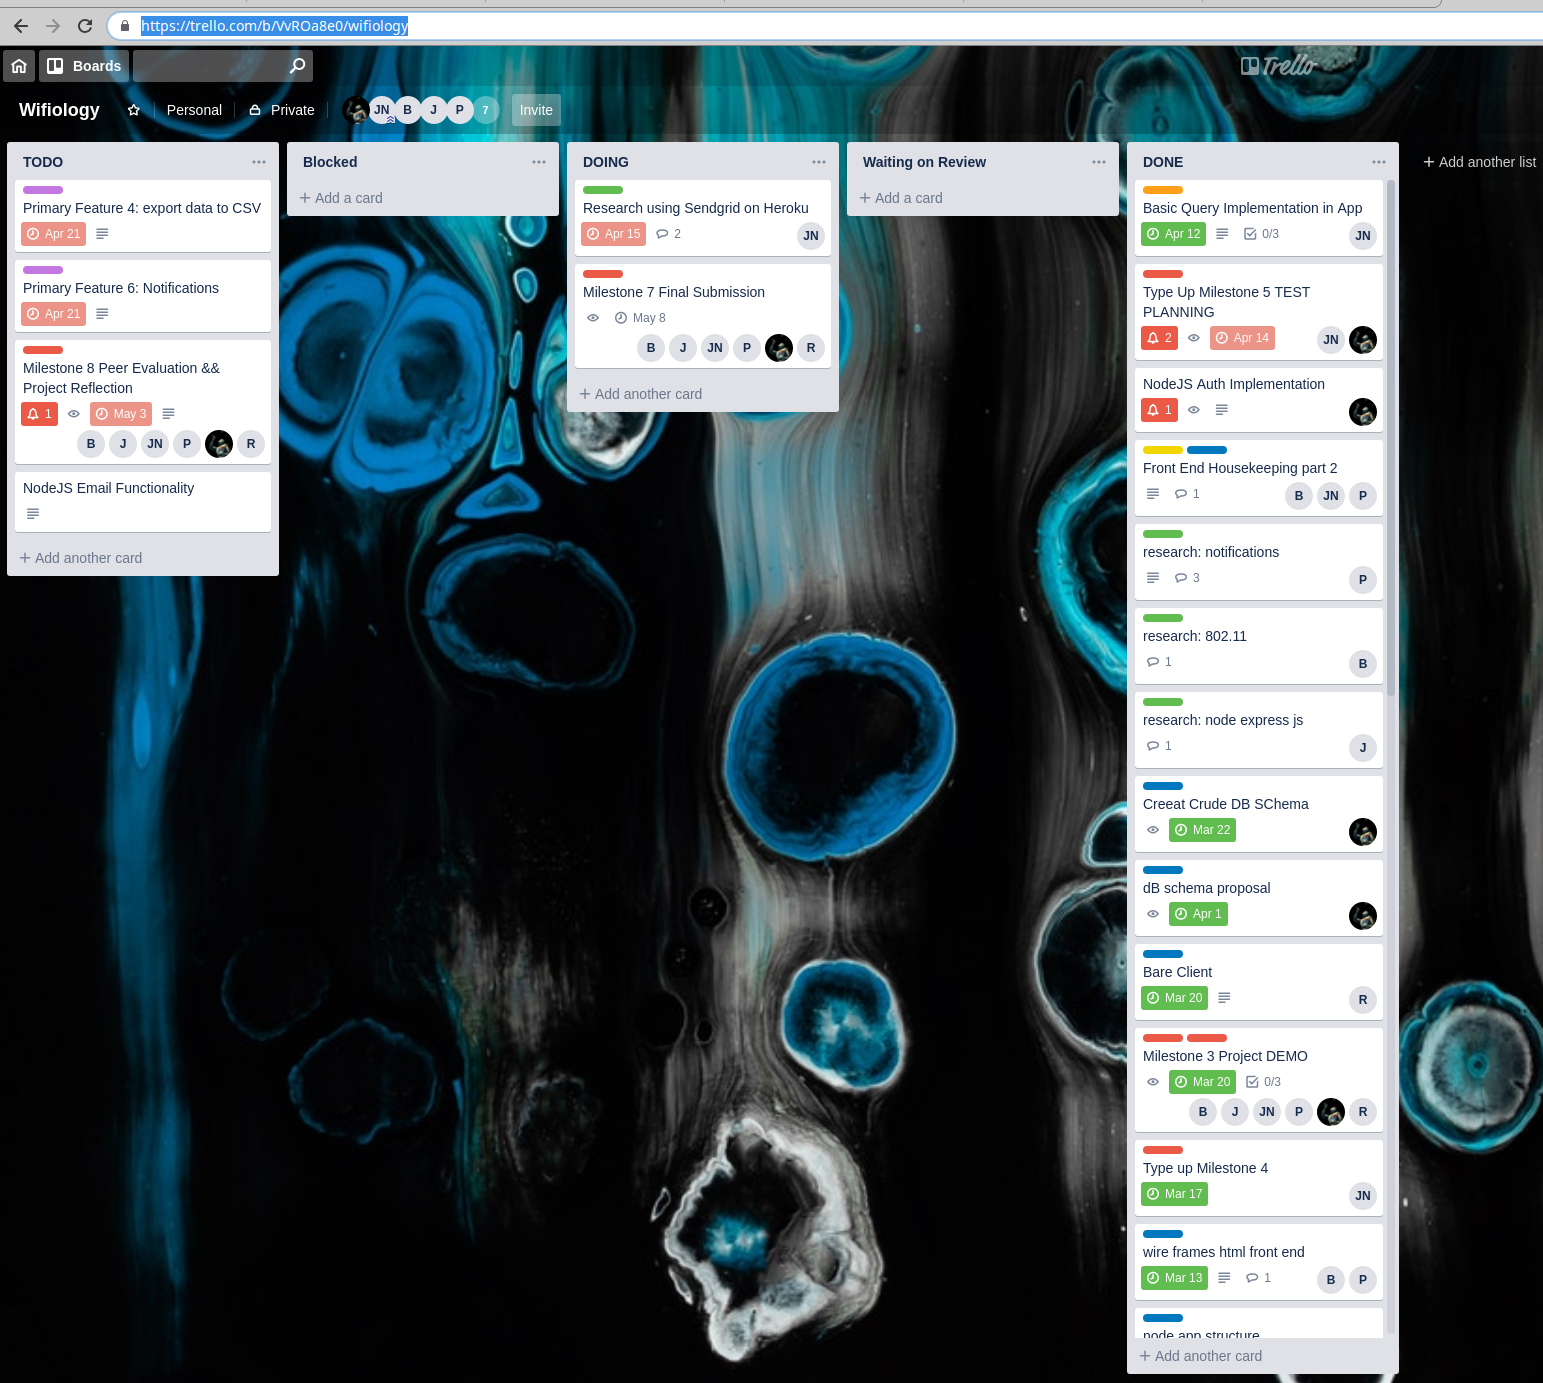 https://trello.com/b/VvROa8e0/wifiology
Boards
Trello
Wifiology
Personal
Private
JN
B
J
P
7
Invite
TODO
Primary Feature 4: export data to CSV
Apr 21
Primary Feature 6: Notifications
Apr 21
Milestone 8 Peer Evaluation &&
Project Reflection
1
May 3
B J JN P R
NodeJS Email Functionality
+ Add another card
Blocked
+ Add a card
DOING
Research using Sendgrid on Heroku
Apr 15 2 JN
Milestone 7 Final Submission
May 8
B J JN P R
+ Add another card
Waiting on Review
+ Add a card
DONE
Basic Query Implementation in App
Apr 12 0/3 JN
Type Up Milestone 5 TEST
PLANNING
2 Apr 14 JN
NodeJS Auth Implementation
1
Front End Housekeeping part 2
1 B JN P
research: notifications
3 P
research: 802.11
1 B
research: node express js
1 J
Creeat Crude DB SChema
Mar 22
dB schema proposal
Apr 1
Bare Client
Mar 20 R
Milestone 3 Project DEMO
Mar 20 0/3
B J JN P R
Type up Milestone 4
Mar 17 JN
wire frames html front end
Mar 13 1 B P
node app structure
+ Add another card
+ Add another list